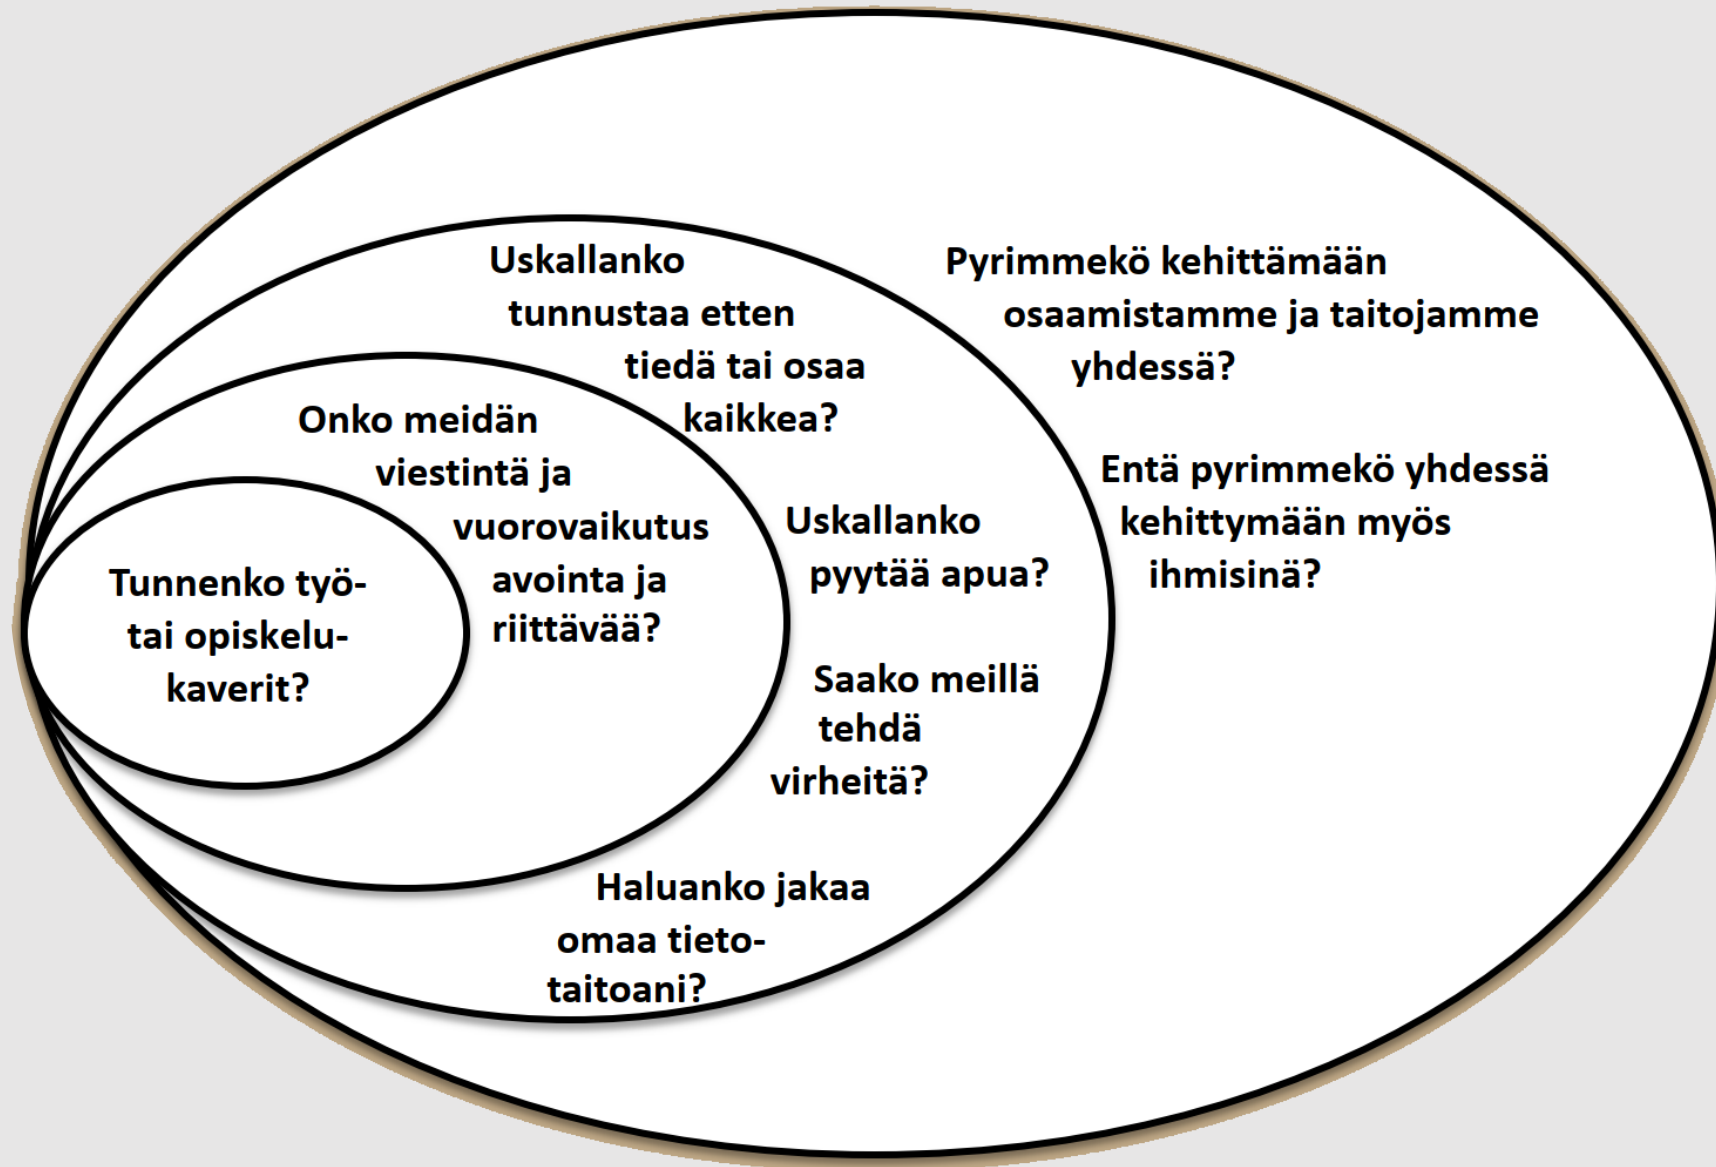 Tunnenko työ-
tai opiskelu-
kaverit?
Onko meidän
viestintä ja
vuorovaikutus
avointa ja
riittävää?
Uskallanko
tunnustaa etten
tiedä tai osaa
kaikkea?
Uskallanko
pyytää apua?
Saako meillä
tehdä
virheitä?
Haluanko jakaa
omaa tieto-
taitoani?
Pyrimmekö kehittämään
osaamistamme ja taitojamme
yhdessä?
Entä pyrimmekö yhdessä
kehittymään myös
ihmisinä?